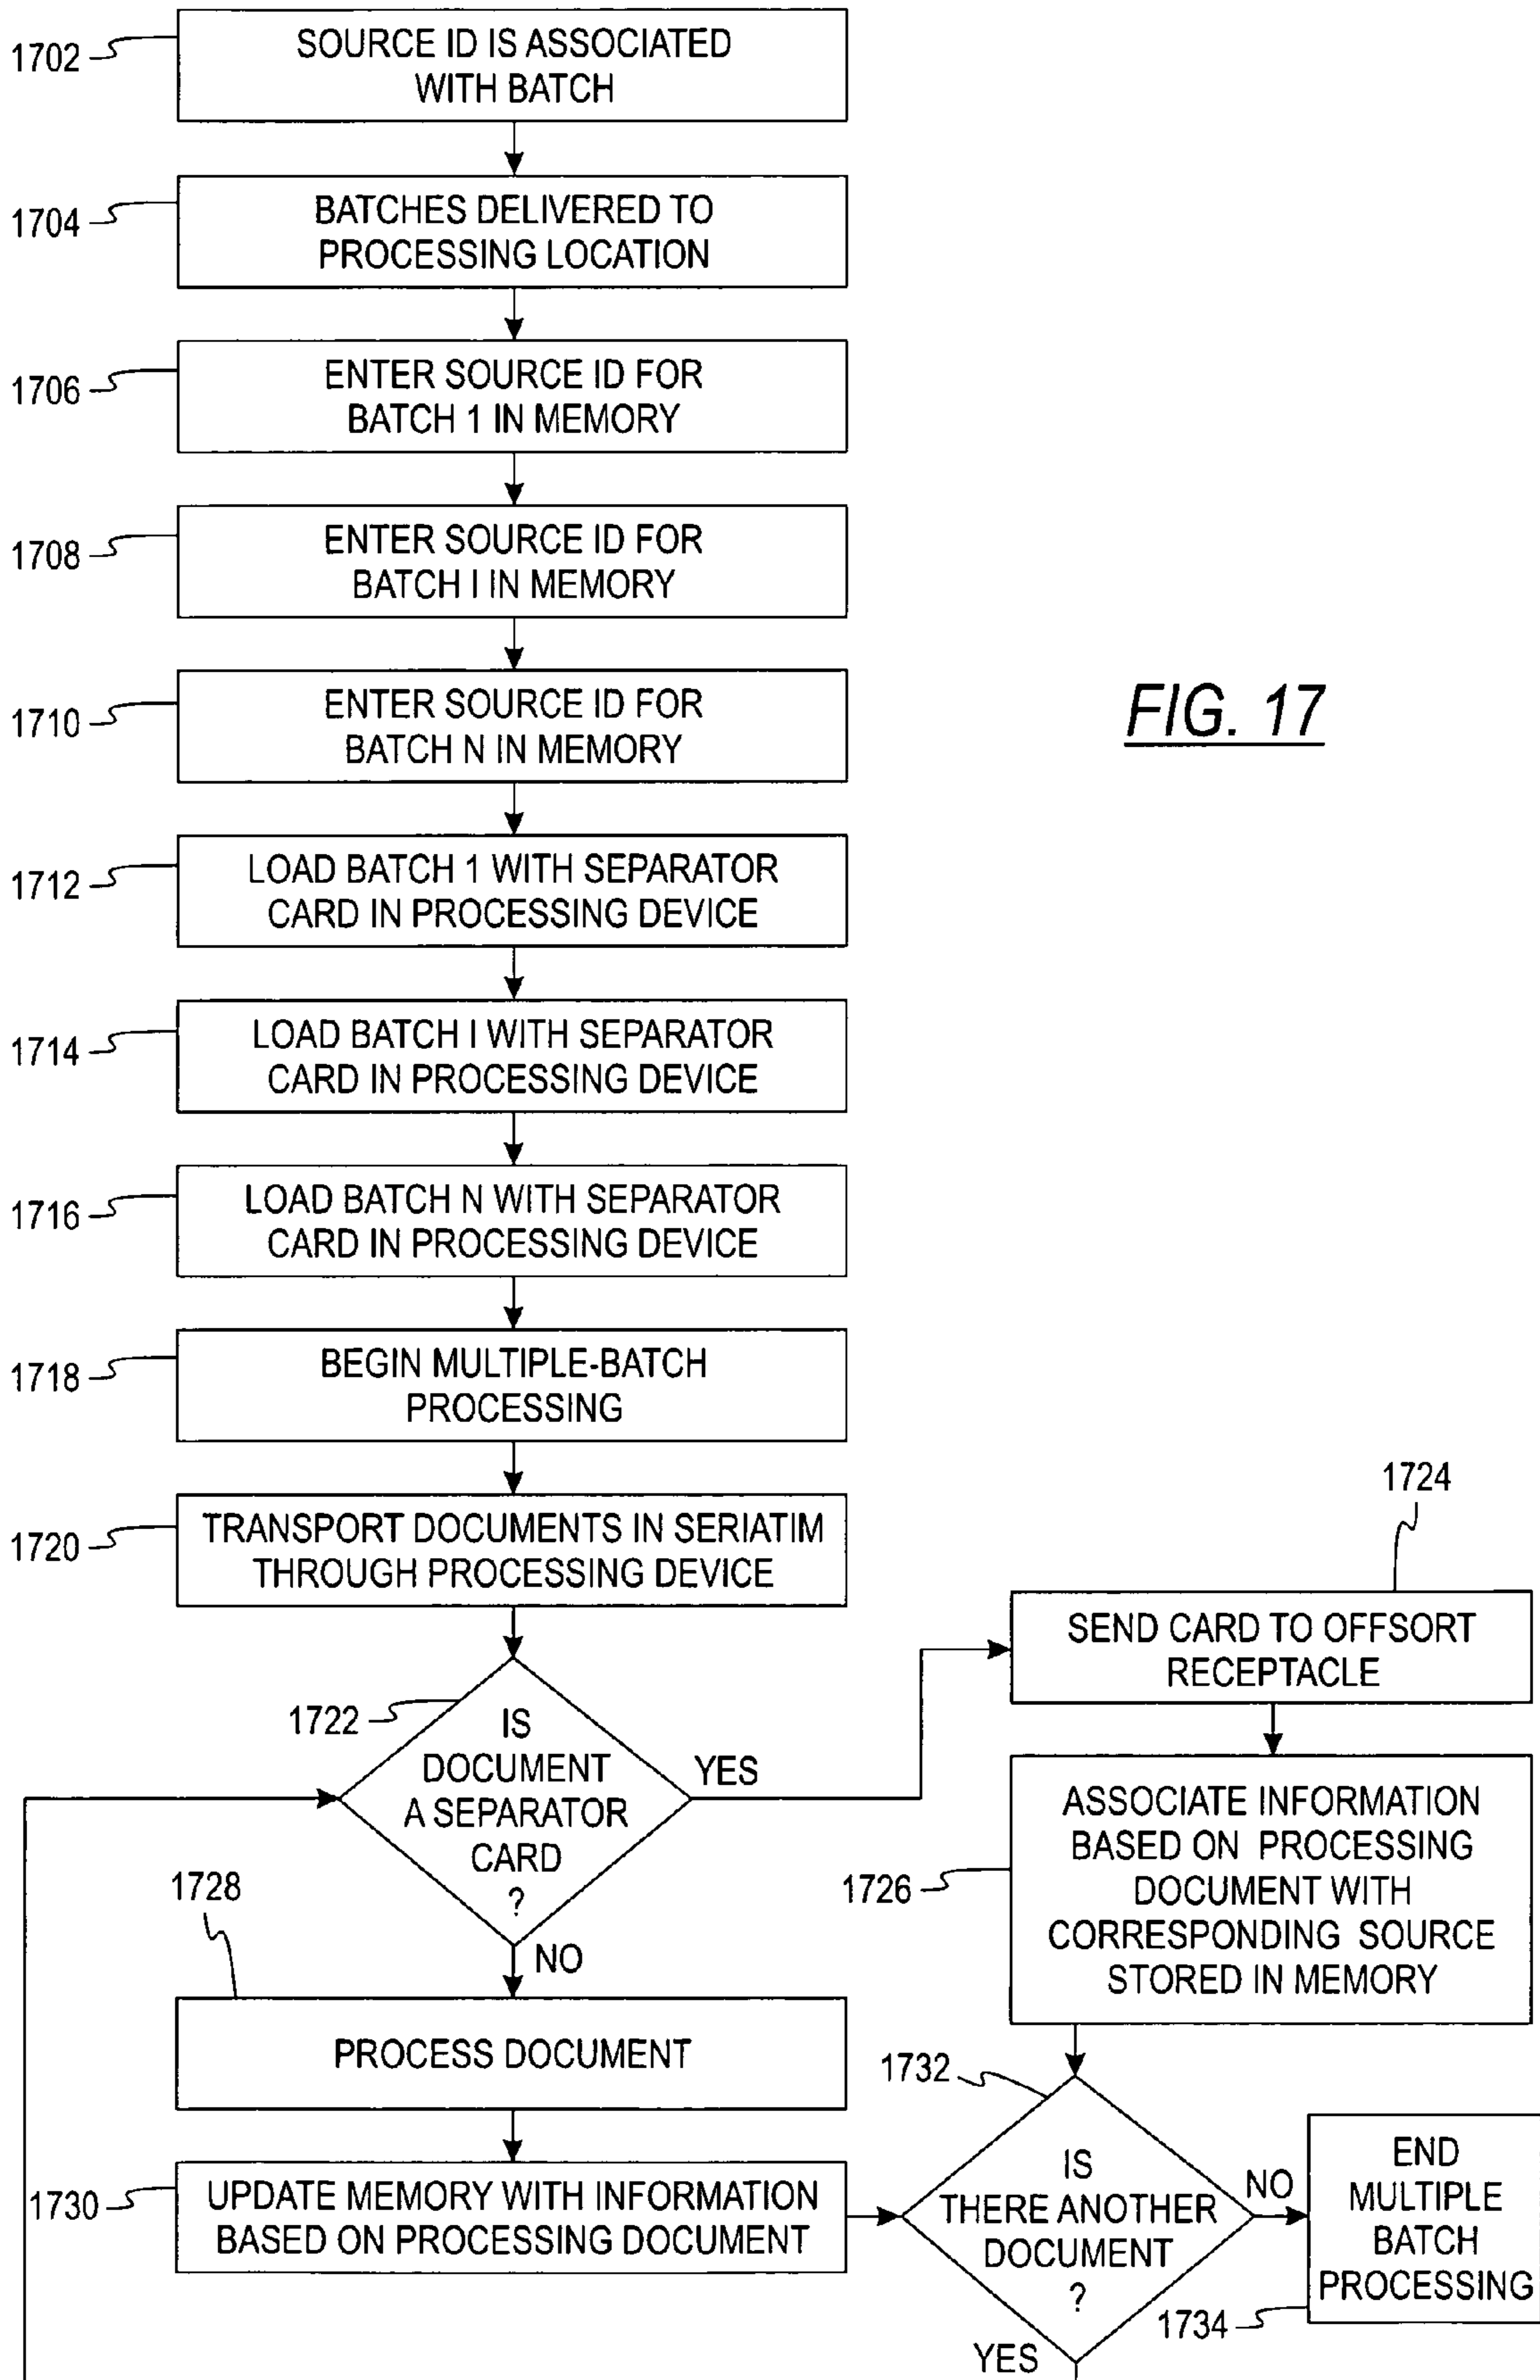 1702
SOURCE ID IS ASSOCIATED
WITH BATCH
1704
BATCHES DELIVERED TO
PROCESSING LOCATION
1706
ENTER SOURCE ID FOR
BATCH 1 IN MEMORY
1708
ENTER SOURCE ID FOR
BATCH I IN MEMORY
1710
ENTER SOURCE ID FOR
BATCH N IN MEMORY
FIG. 17
1712
LOAD BATCH 1 WITH SEPARATOR
CARD IN PROCESSING DEVICE
1714
LOAD BATCH I WITH SEPARATOR
CARD IN PROCESSING DEVICE
1716
LOAD BATCH N WITH SEPARATOR
CARD IN PROCESSING DEVICE
1718
BEGIN MULTIPLE-BATCH
PROCESSING
1720
TRANSPORT DOCUMENTS IN SERIATIM
THROUGH PROCESSING DEVICE
1722
IS
DOCUMENT
A SEPARATOR
CARD
?
YES
NO
1724
SEND CARD TO OFFSORT
RECEPTACLE
1726
ASSOCIATE INFORMATION
BASED ON PROCESSING
DOCUMENT WITH
CORRESPONDING SOURCE
STORED IN MEMORY
1728
PROCESS DOCUMENT
1730
UPDATE MEMORY WITH INFORMATION
BASED ON PROCESSING DOCUMENT
1732
IS
THERE ANOTHER
DOCUMENT
?
NO
YES
1734
END
MULTIPLE
BATCH
PROCESSING